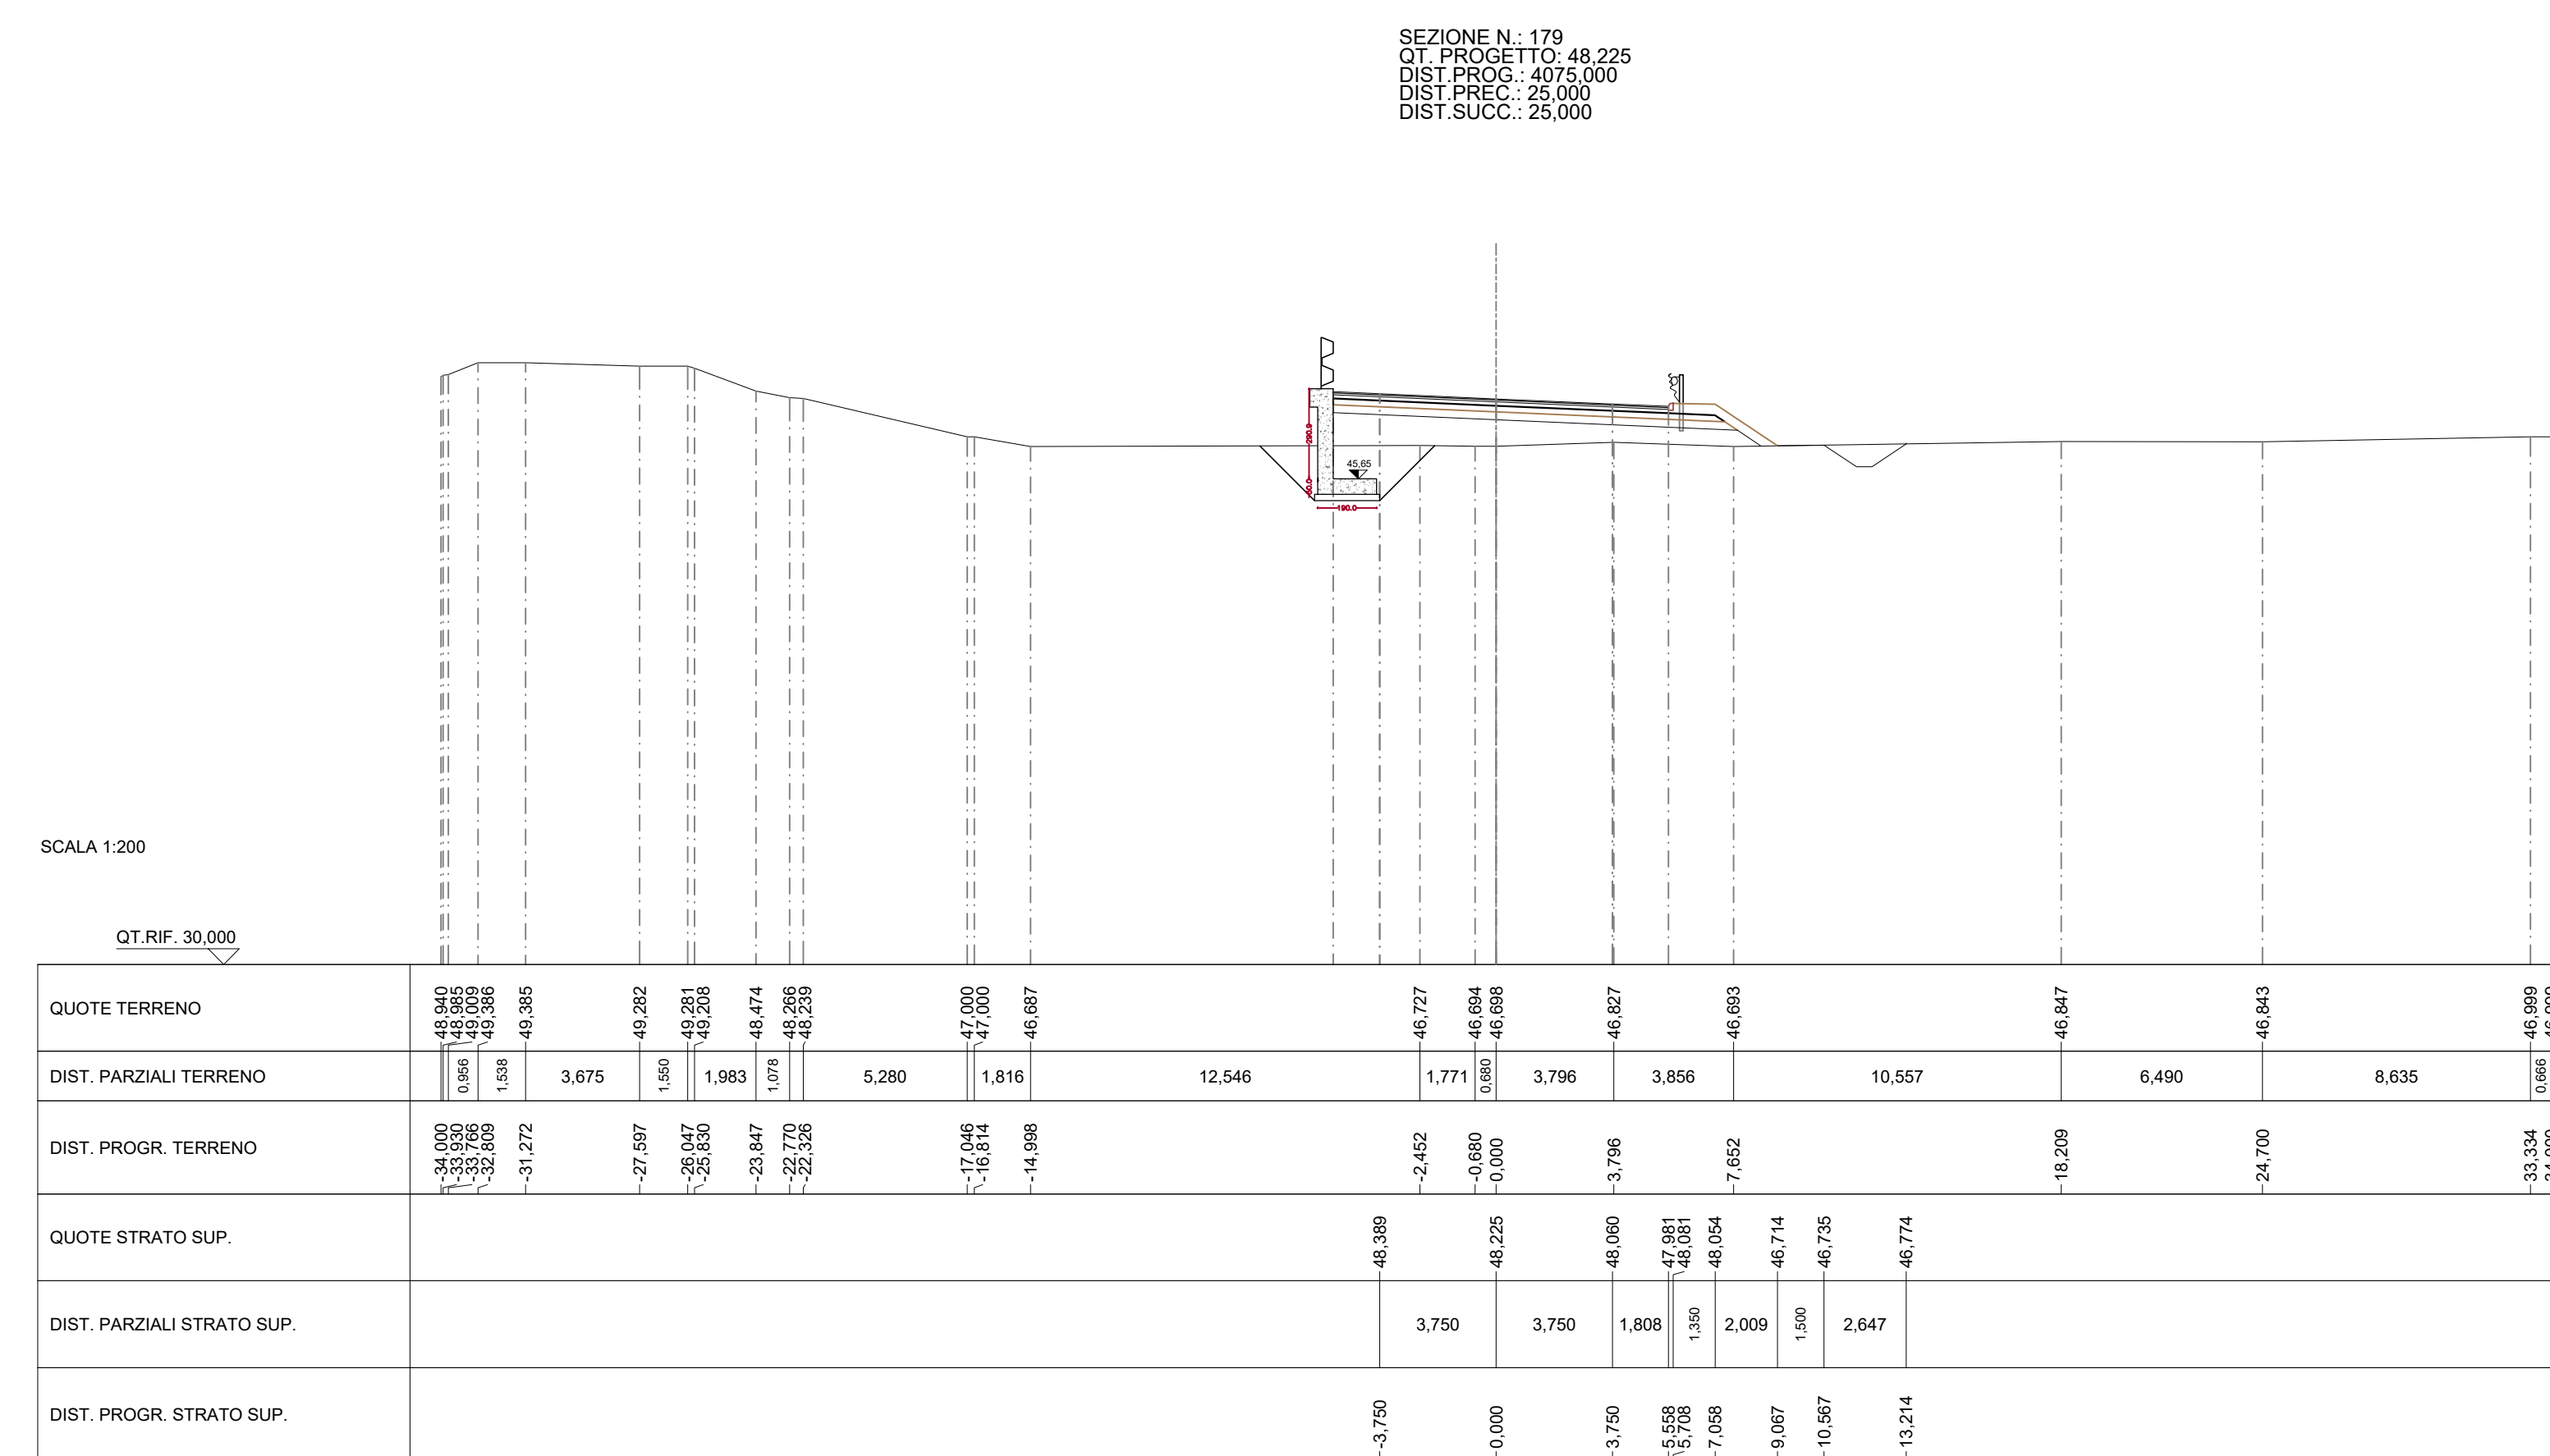 SEZIONE N.: 179
QT. PROGETTO: 48,225
DIST.PROG.: 4075,000
DIST.PREC.: 25,000
DIST.SUCC.: 25,000
290.9
45,65
50.0
190.0
SCALA 1:200
QT.RIF. 30,000
QUOTE TERRENO 48,940 48,985 49,009 49,386 49,385 49,282 49,281 49,208 48,474 48,266 48,239 47,000 47,000 46,687 46,727 46,694 46,698 46,827 46,693 46,847 46,843 46,999
DIST. PARZIALI TERRENO 0,956 1,538 3,675 1,550 1,983 1,078 5,280 1,816 12,546 1,771 0,680 3,796 3,856 10,557 6,490 8,635 0,666
DIST. PROGR. TERRENO -34,000 -33,930 -33,766 -32,809 -31,272 -27,597 -26,047 -25,830 -23,847 -22,770 -22,326 -17,046 -16,814 -14,998 -2,452 -0,680 0,000 3,796 7,652 18,209 24,700 33,334
QUOTE STRATO SUP. 48,389 48,225 48,060 47,981 48,081 48,054 46,714 46,735 46,774
DIST. PARZIALI STRATO SUP. 3,750 3,750 1,808 1,350 2,009 1,500 2,647
DIST. PROGR. STRATO SUP. -3,750 0,000 3,750 5,558 5,708 7,058 9,067 10,567 13,214